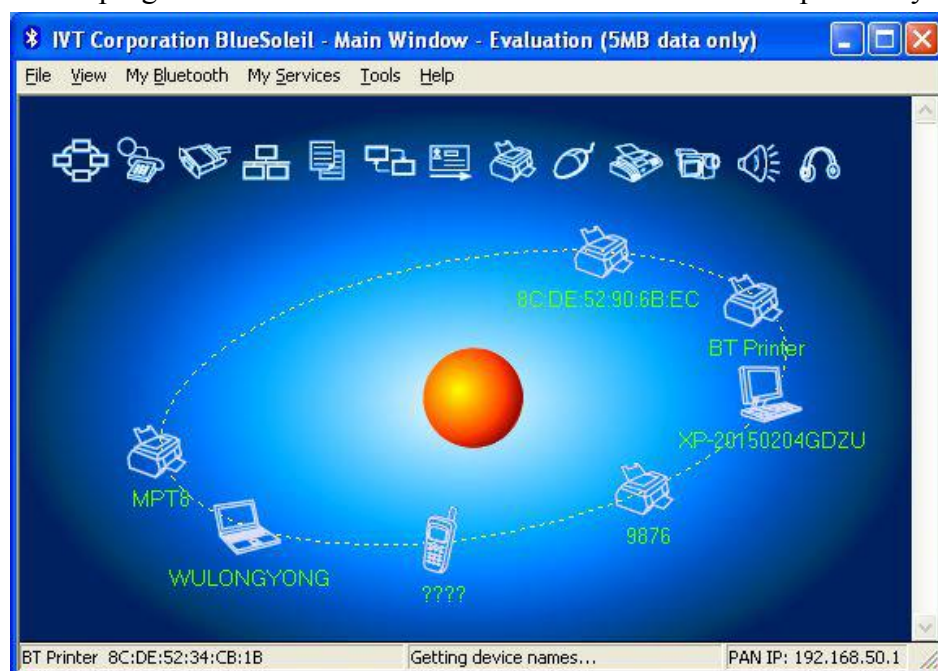 IVT Corporation BlueSoleil - Main Window - Evaluation (5MB data only)
File View My Bluetooth My Services Tools Help
8C:DE:52:90:6B:EC
BT Printer
XP-20150204GDZU
MPT8
9876
WULONGYONG
????
BT Printer 8C:DE:52:34:CB:1B Getting device names... PAN IP: 192.168.50.1